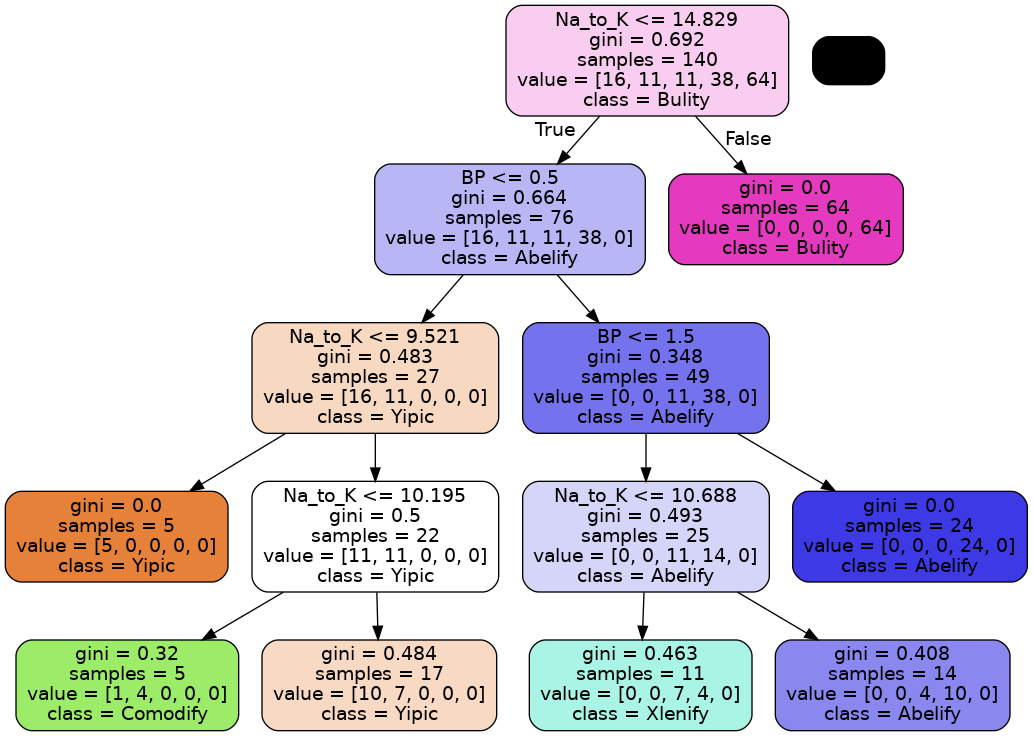 Na_to_K <= 14.829
gini = 0.692
samples = 140
value = [16, 11, 11, 38, 64]
class = Bulity
True
False
BP <= 0.5
gini = 0.664
samples = 76
value = [16, 11, 11, 38, 0]
class = Abelify
gini = 0.0
samples = 64
value = [0, 0, 0, 0, 64]
class = Bulity
Na_to_K <= 9.521
gini = 0.483
samples = 27
value = [16, 11, 0, 0, 0]
class = Yipic
BP <= 1.5
gini = 0.348
samples = 49
value = [0, 0, 11, 38, 0]
class = Abelify
gini = 0.0
samples = 5
value = [5, 0, 0, 0, 0]
class = Yipic
Na_to_K <= 10.195
gini = 0.5
samples = 22
value = [11, 11, 0, 0, 0]
class = Yipic
Na_to_K <= 10.688
gini = 0.493
samples = 25
value = [0, 0, 11, 14, 0]
class = Abelify
gini = 0.0
samples = 24
value = [0, 0, 0, 24, 0]
class = Abelify
gini = 0.32
samples = 5
value = [1, 4, 0, 0, 0]
class = Comodify
gini = 0.484
samples = 17
value = [10, 7, 0, 0, 0]
class = Yipic
gini = 0.463
samples = 11
value = [0, 0, 7, 4, 0]
class = Xlenify
gini = 0.408
samples = 14
value = [0, 0, 4, 10, 0]
class = Abelify